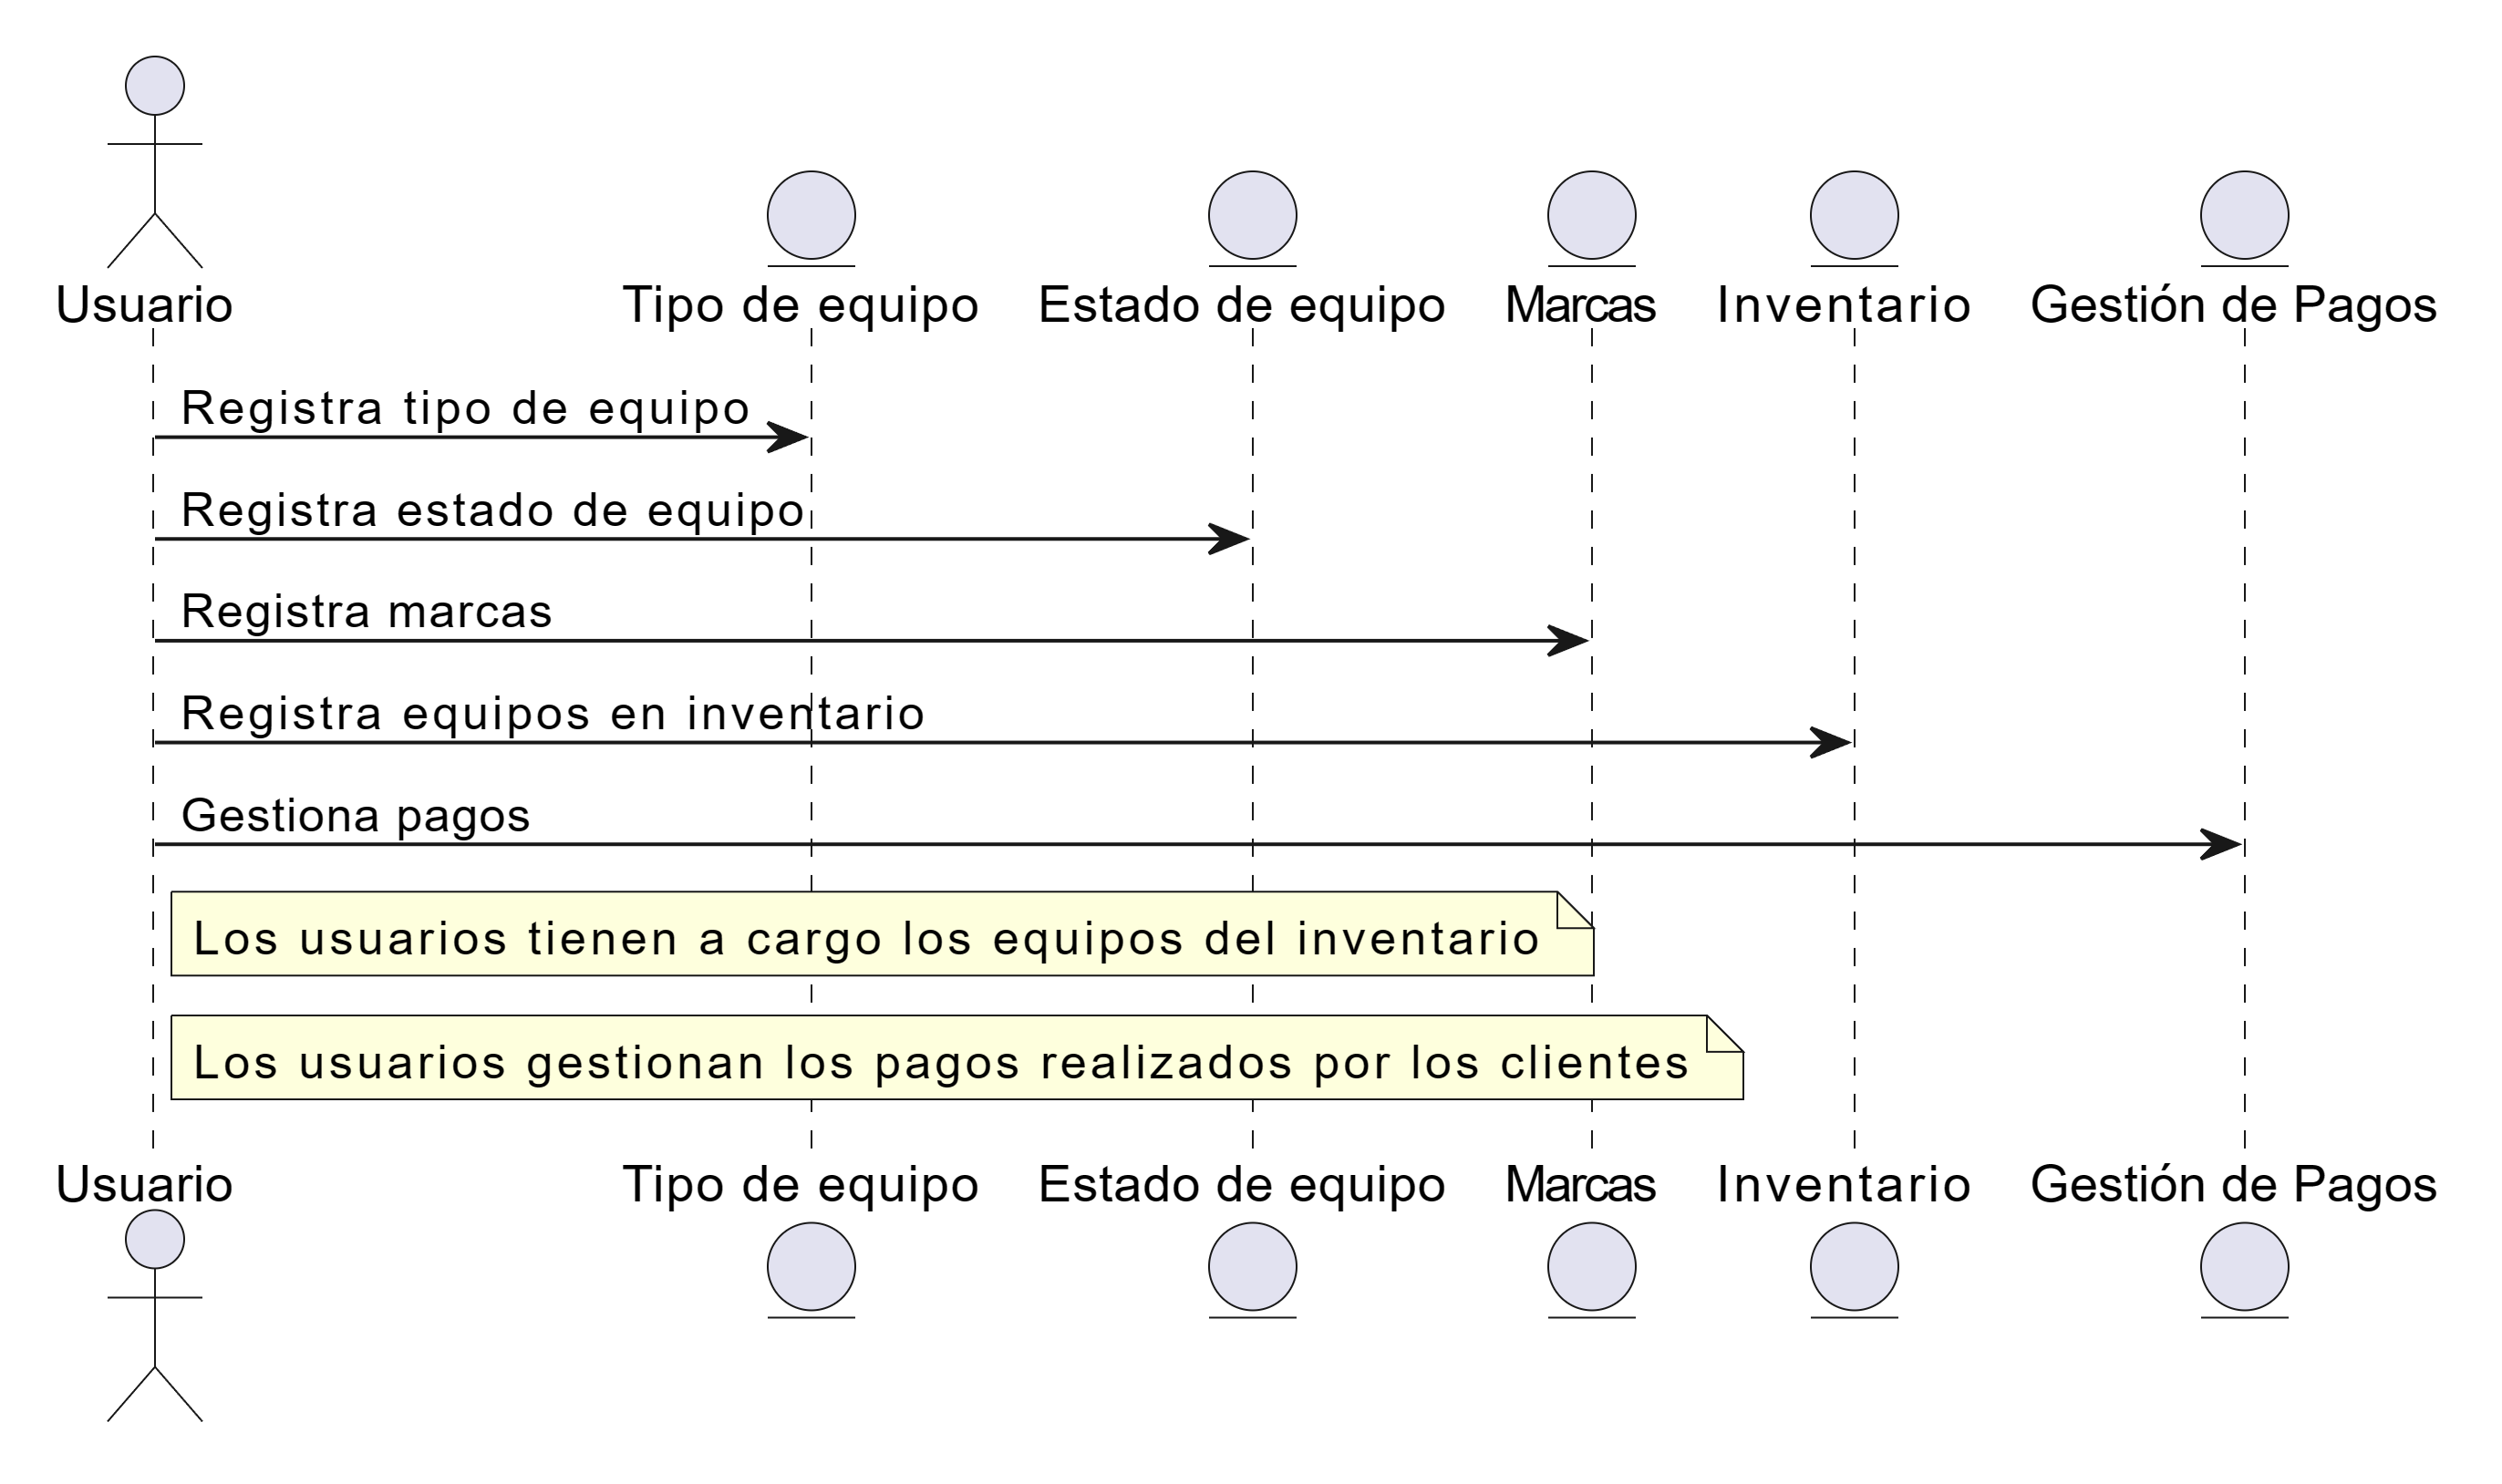 Usuario
Tipo de equipo
Estado de equipo
Marcas
Inventario
Gestión de Pagos
Registra tipo de equipo
Registra estado de equipo
Registra marcas
Registra equipos en inventario
Gestiona pagos
Los usuarios tienen a cargo los equipos del inventario
Los usuarios gestionan los pagos realizados por los clientes
Usuario
Tipo de equipo
Estado de equipo
Marcas
Inventario
Gestión de Pagos